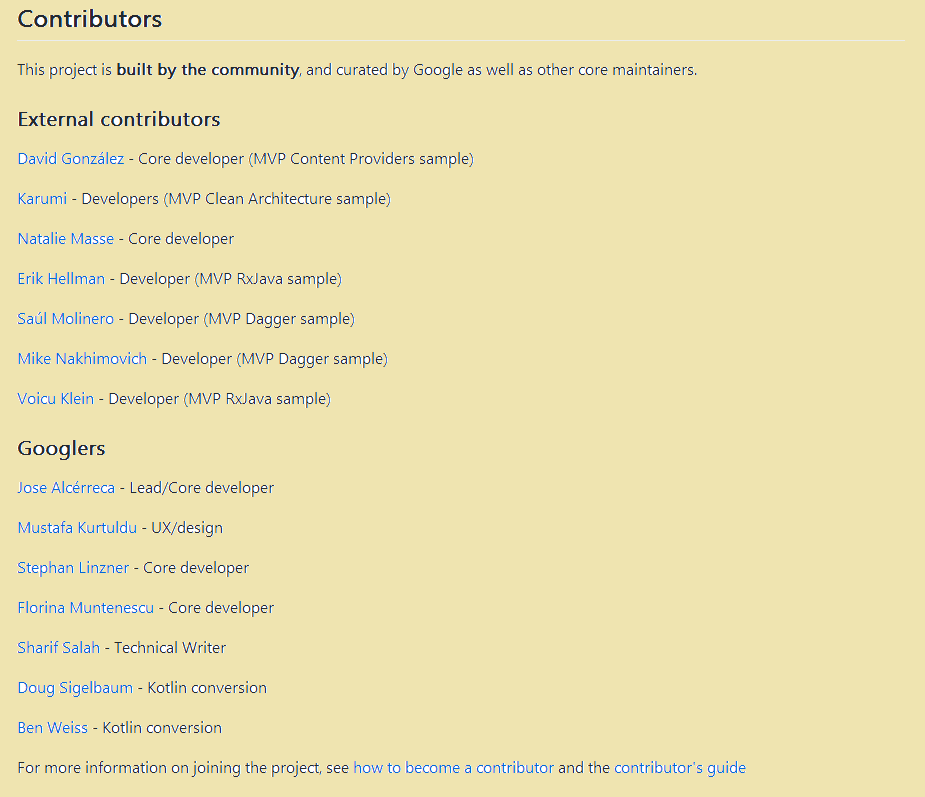 Contributors
This project is built by the community, and curated by Google as well as other core maintainers.
External contributors
David González - Core developer (MVP Content Providers sample)
Karumi - Developers (MVP Clean Architecture sample)
Natalie Masse - Core developer
Erik Hellman - Developer (MVP RxJava sample)
Saúl Molinero - Developer (MVP Dagger sample)
Mike Nakhimovich - Developer (MVP Dagger sample)
Voicu Klein - Developer (MVP RxJava sample)
Googlers
Jose Alcérreca - Lead/Core developer
Mustafa Kurtuldu - UX/design
Stephan Linzner - Core developer
Florina Muntenescu - Core developer
Sharif Salah - Technical Writer
Doug Sigelbaum - Kotlin conversion
Ben Weiss - Kotlin conversion
For more information on joining the project, see how to become a contributor and the contributor's guide